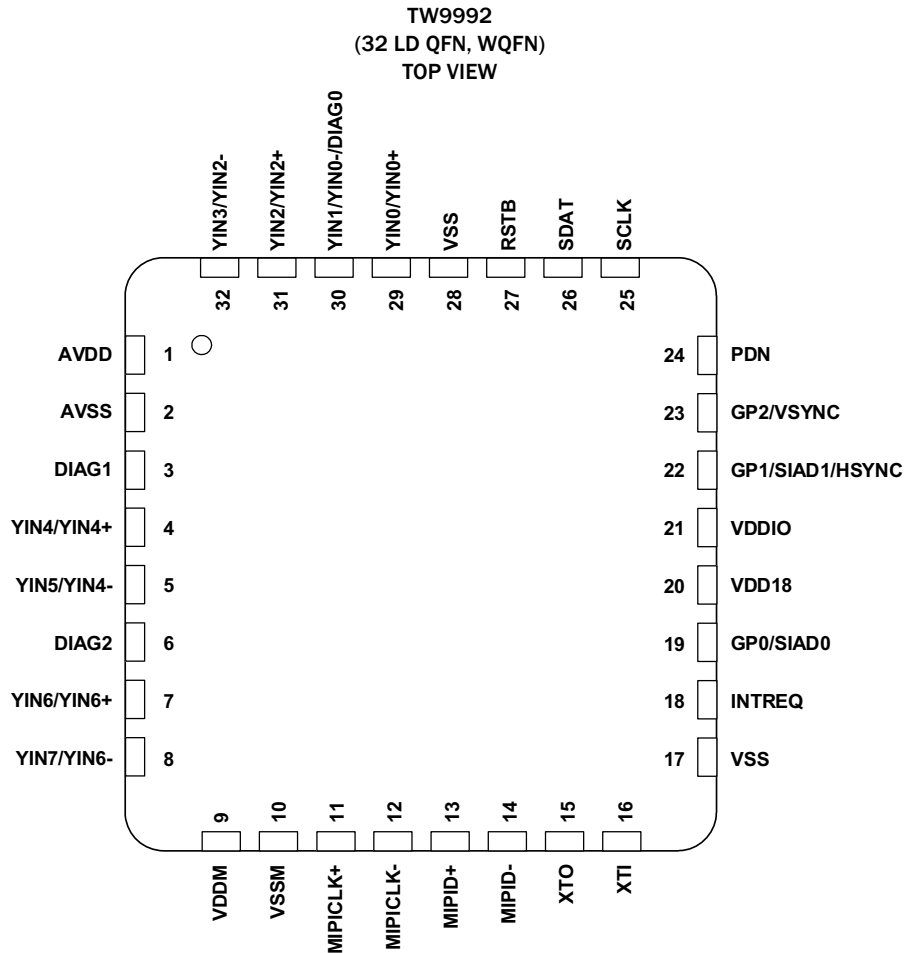 TW9992
(32 LD QFN, WQFN)
TOP VIEW
YIN3/YIN2-
YIN2/YIN2+
YIN1/YIN0-/DIAG0
YIN0/YIN0+
VSS
RSTB
SDAT
SCLK
32
31
30
29
28
27
26
25
AVDD 1
AVSS 2
DIAG1 3
YIN4/YIN4+ 4
YIN5/YIN4- 5
DIAG2 6
YIN6/YIN6+ 7
YIN7/YIN6- 8
24 PDN
23 GP2/VSYNC
22 GP1/SIAD1/HSYNC
21 VDDIO
20 VDD18
19 GP0/SIAD0
18 INTREQ
17 VSS
9
10
11
12
13
14
15
16
VDDM
VSSM
MIPICLK+
MIPICLK-
MIPID+
MIPID-
XTO
XTI